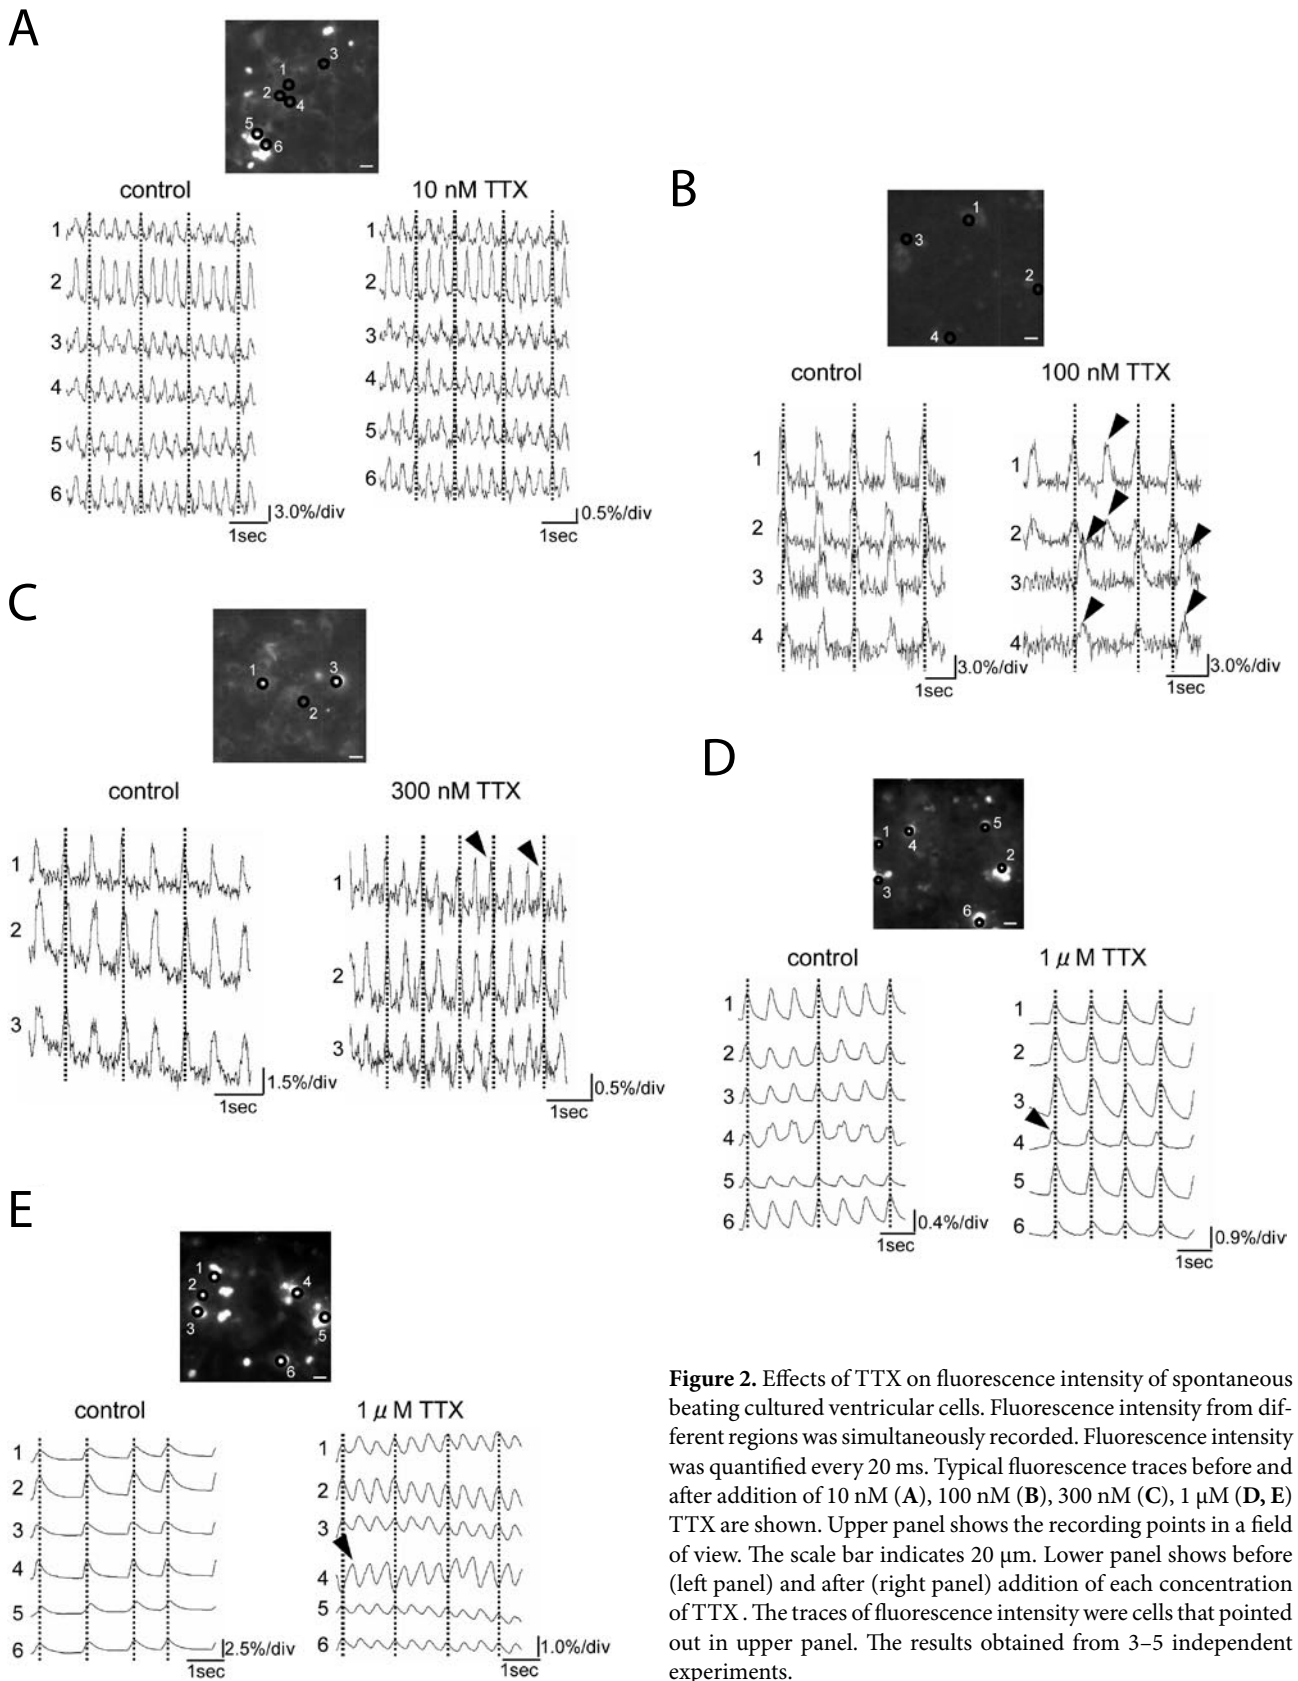 A
3
1
2
4
5
6
control
10 nM TTX
1
2
3
4
5
6
3.0%/div
1sec
1
2
3
4
5
6
0.5%/div
1sec
B
1
3
2
4
control
100 nM TTX
1
2
3
4
3.0%/div
1sec
1
2
3
4
3.0%/div
1sec
C
1
3
2
control
300 nM TTX
1
2
3
1.5%/div
1sec
1
2
3
0.5%/div
1sec
D
1
4
5
2
3
6
control
1 μM TTX
1
2
3
4
5
6
0.4%/div
1sec
1
2
3
4
5
6
0.9%/div
1sec
E
1
2
3
4
5
6
control
1 μM TTX
1
2
3
4
5
6
2.5%/div
1sec
1
2
3
4
5
6
1.0%/div
1sec
Figure 2. Effects of TTX on fluorescence intensity of spontaneous
beating cultured ventricular cells. Fluorescence intensity from dif-
ferent regions was simultaneously recorded. Fluorescence intensity
was quantified every 20 ms. Typical fluorescence traces before and
after addition of 10 nM (A), 100 nM (B), 300 nM (C), 1 μM (D, E)
TTX are shown. Upper panel shows the recording points in a field
of view. The scale bar indicates 20 μm. Lower panel shows before
(left panel) and after (right panel) addition of each concentration
of TTX . The traces of fluorescence intensity were cells that pointed
out in upper panel. The results obtained from 3–5 independent
experiments.